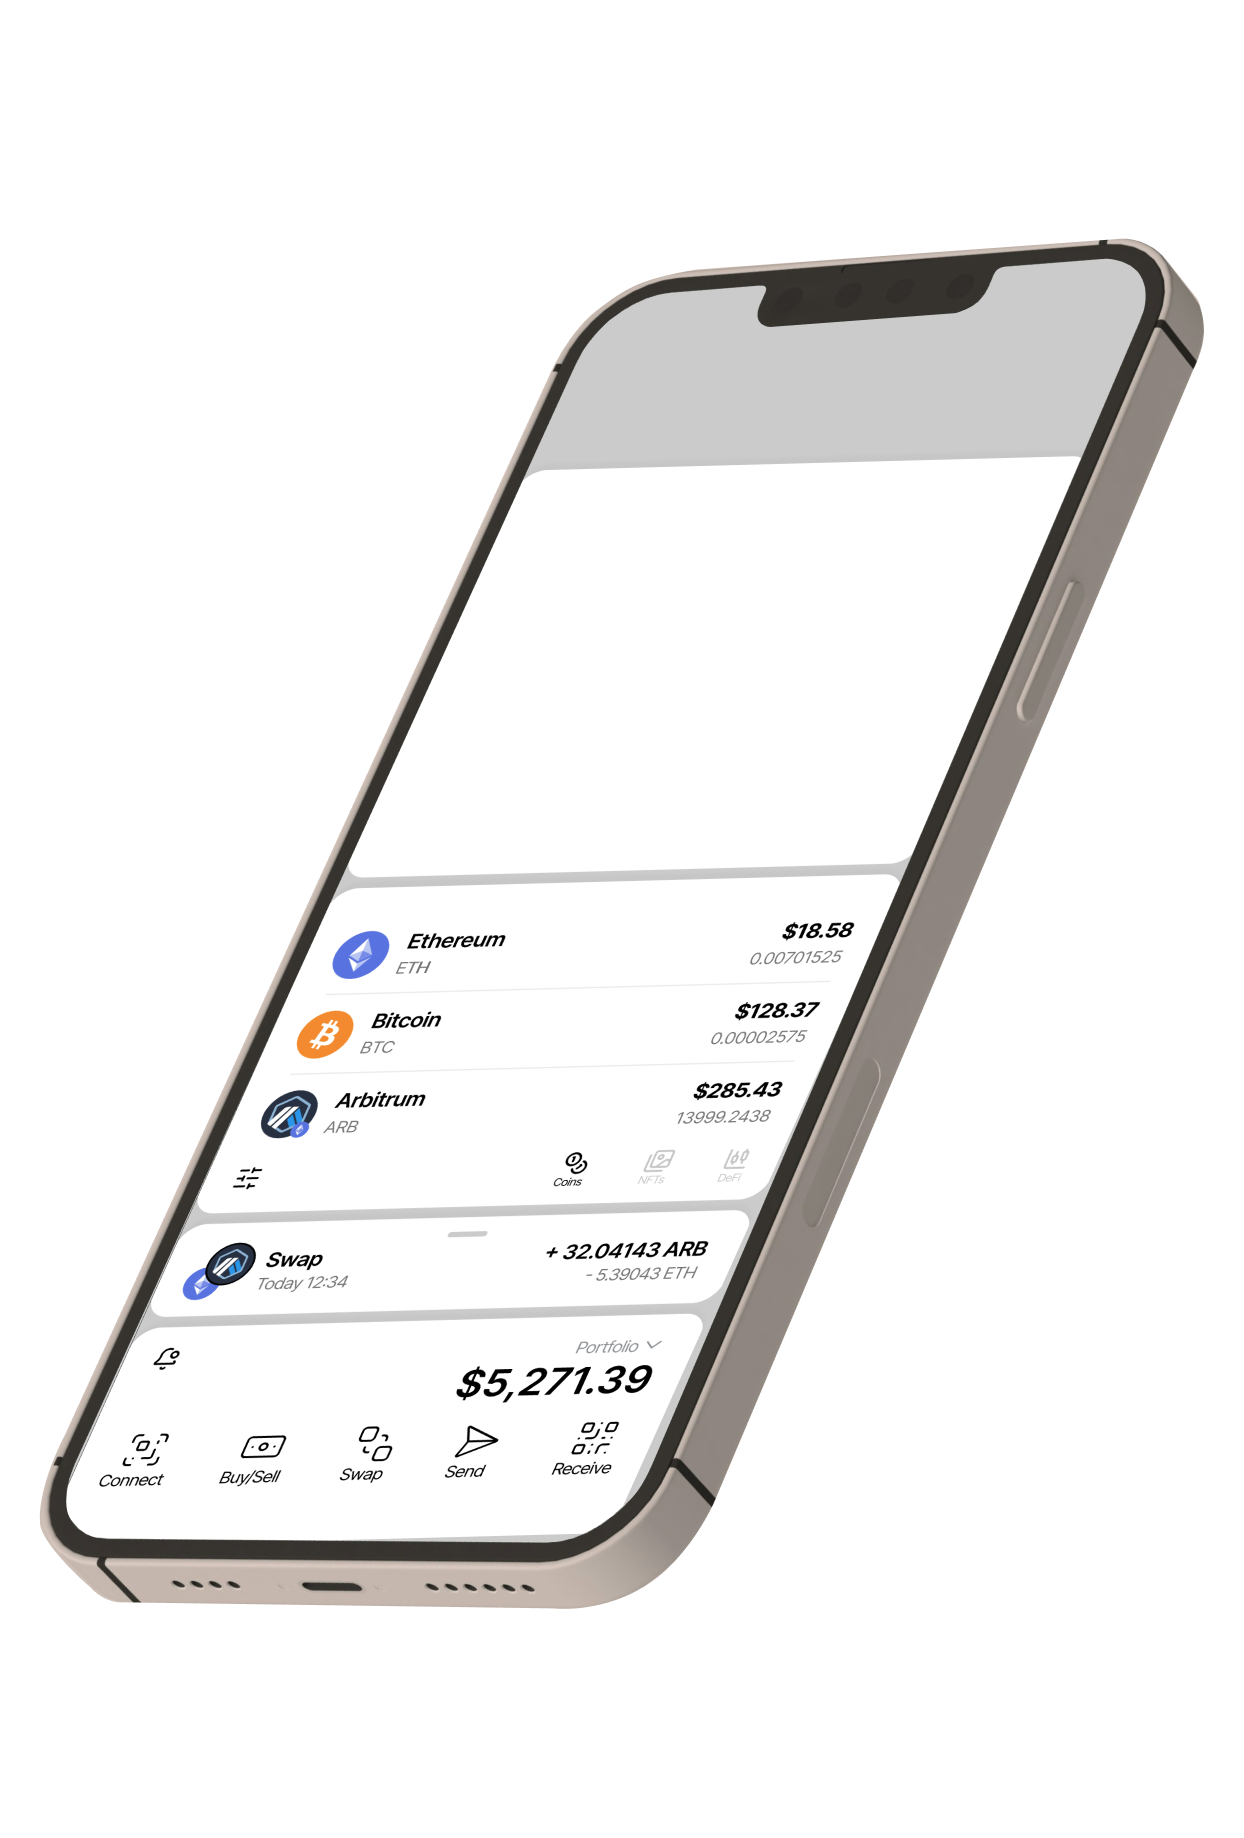 Ethereum $18.58
ETH 0.00701525
Bitcoin $128.37
BTC 0.00002575
Arbitrum $285.43
ARB 13999.2438
Coins NFTs DeFi
Swap + 32.04143 ARB
Today 12:34 - 5.39043 ETH
Portfolio
$5,271.39
Connect Buy/Sell Swap Send Receive